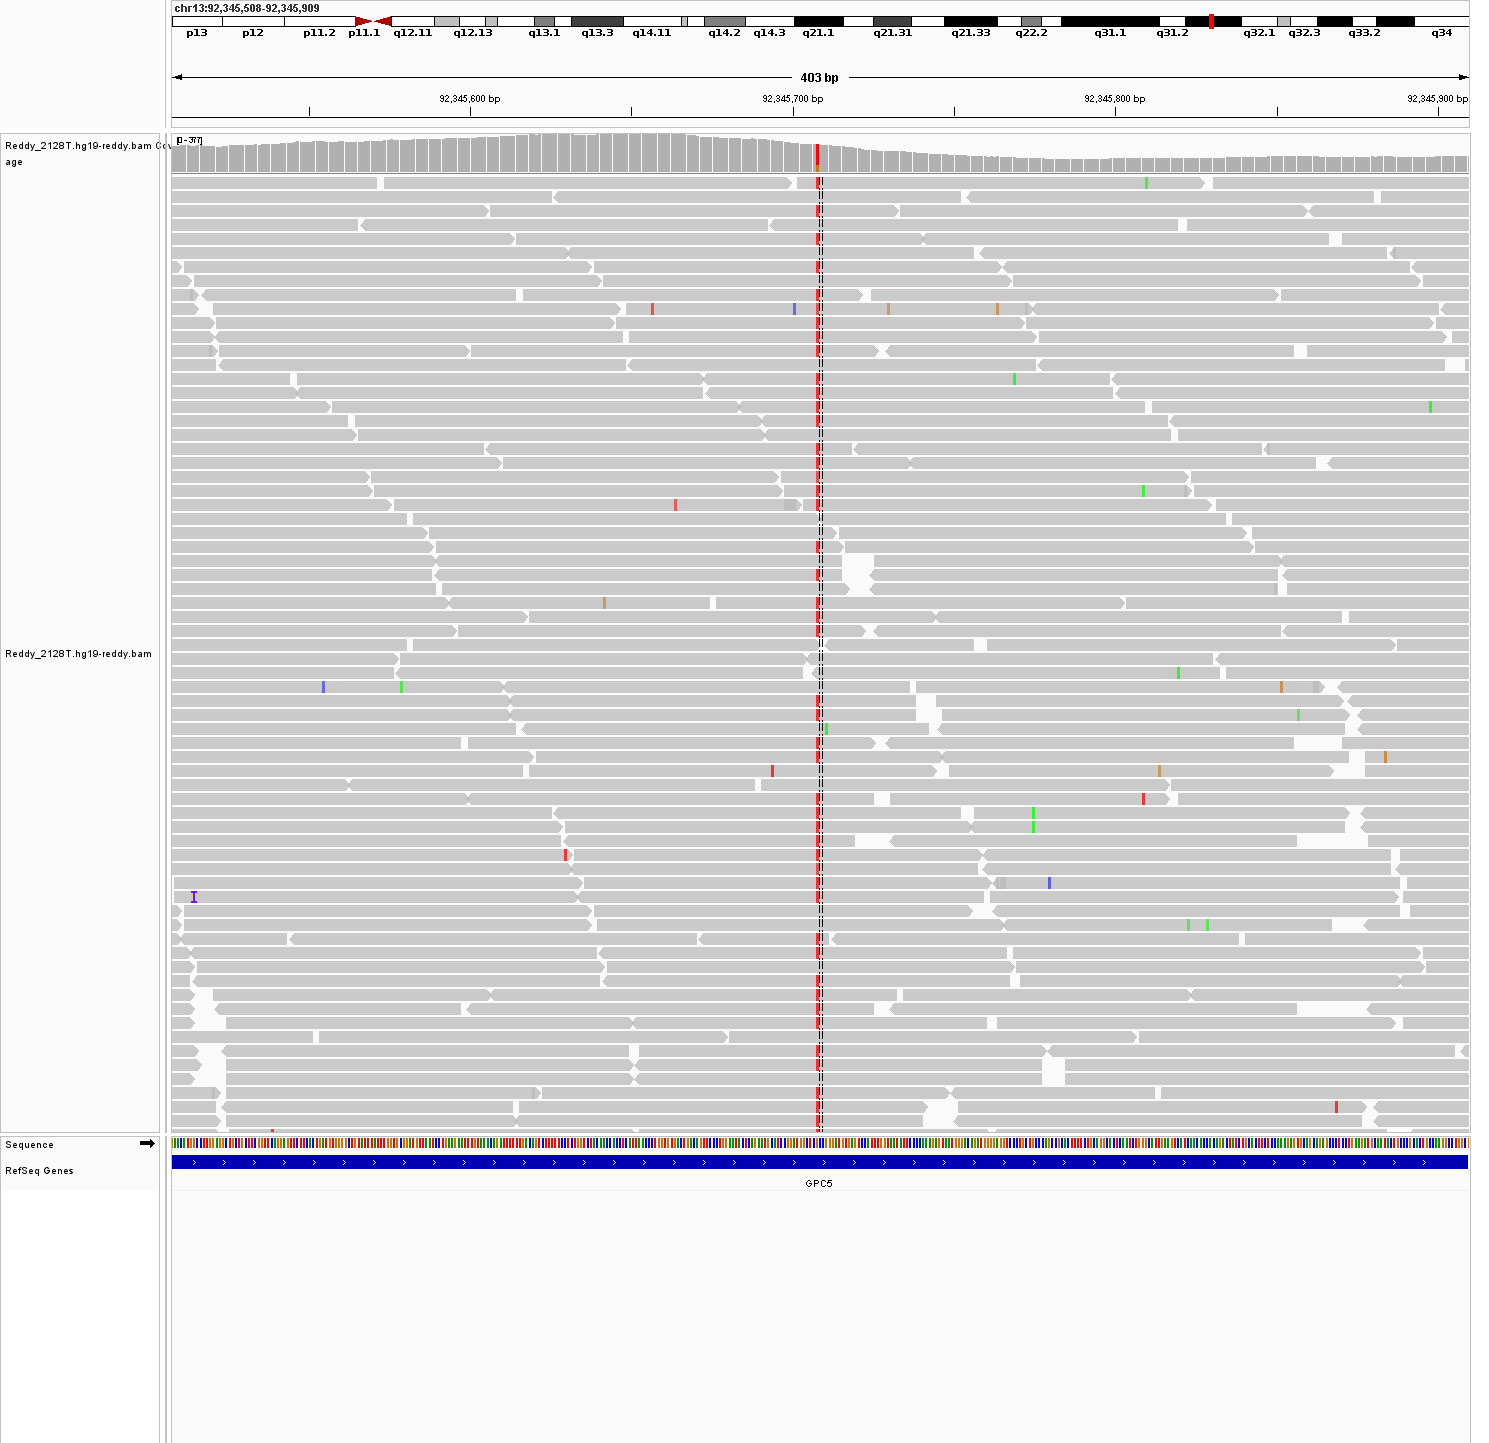 chr13:92,345,508-92,345,909
p13 p12 p11.2 p11.1 q12.11 q12.13 q13.1 q13.3 q14.11 q14.2 q14.3 q21.1 q21.31 q21.33 q22.2 q31.1 q31.2 q32.1 q32.3 q33.2 q34
403 bp
92,345,600 bp 92,345,700 bp 92,345,800 bp 92,345,900 bp
[0 - 377]
Reddy_2128T.hg19-reddy.bam Cov
age
Reddy_2128T.hg19-reddy.bam
Sequence
RefSeq Genes
GPC5